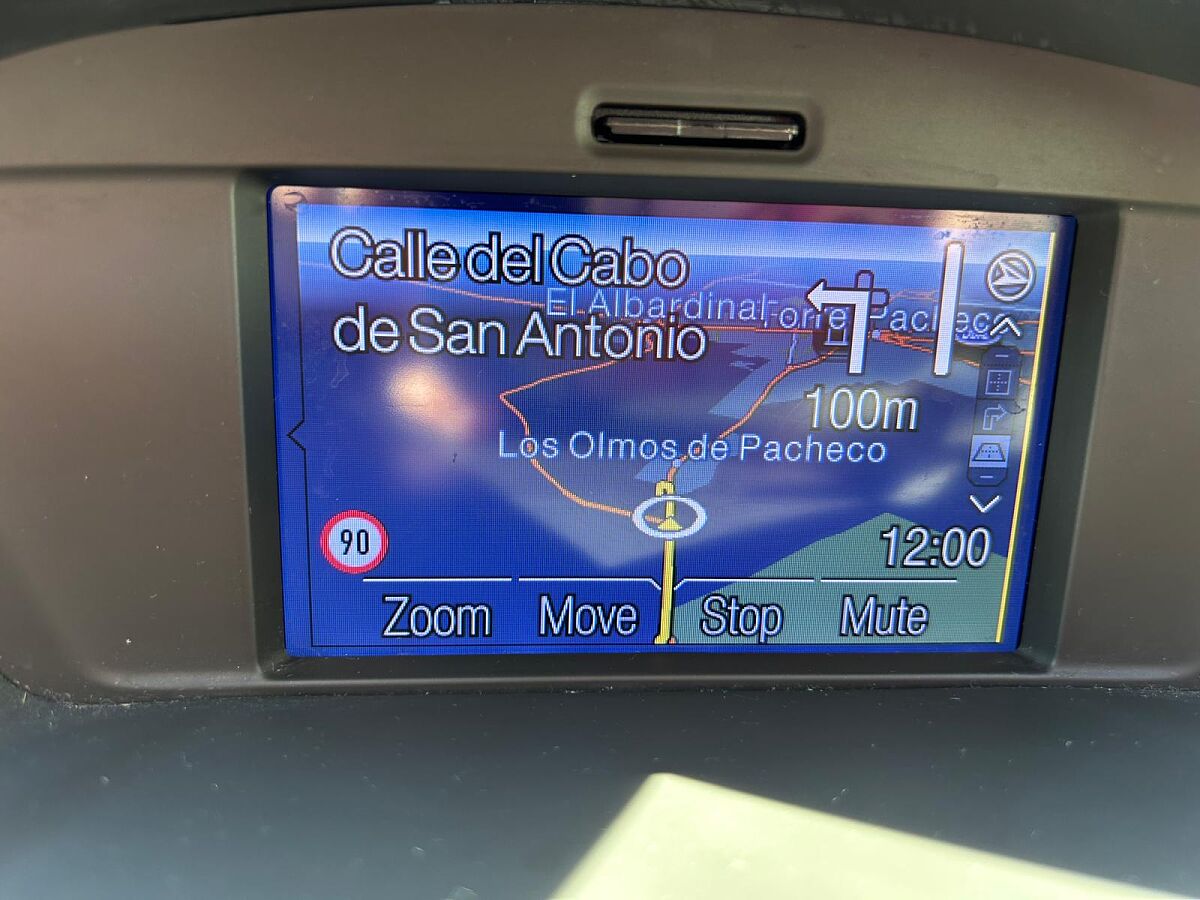 Calle del Cabo
de San Antonio
El Albardinal
Torre Pacheco
100m
Los Olmos de Pacheco
90
12:00
Zoom Move Stop Mute